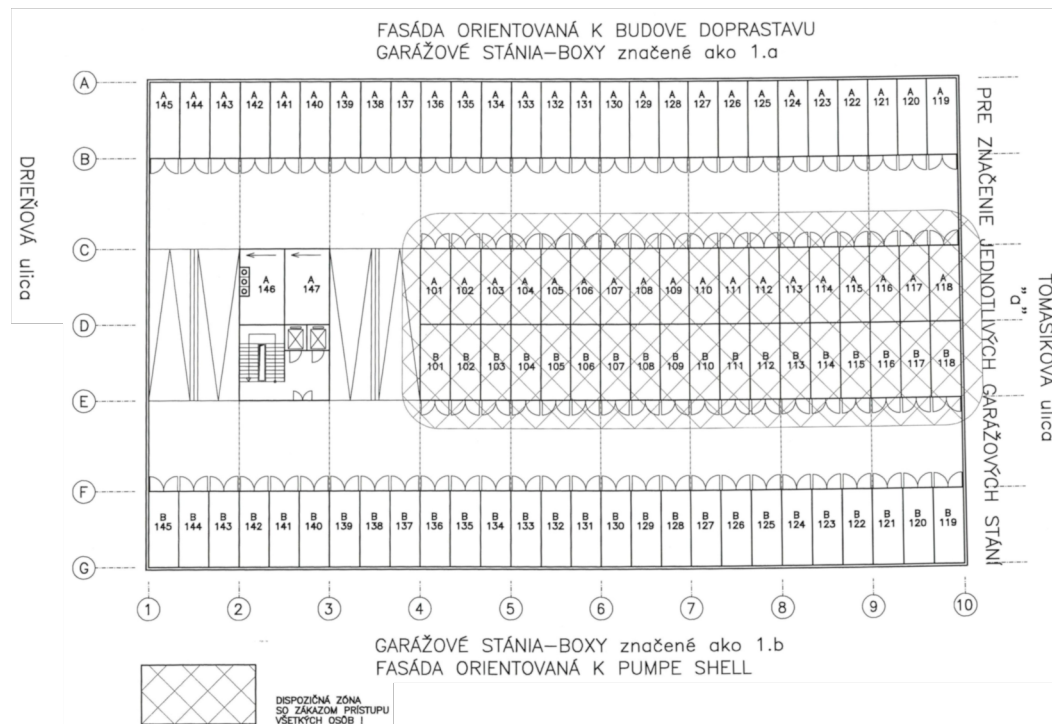 FASÁDA ORIENTOVANÁ K BUDOVE DOPRASTAVU
GARÁŽOVÉ STÁNIA–BOXY značené ako 1.a
A
A 145 A 144 A 143 A 142 A 141 A 140 A 139 A 138 A 137 A 136 A 135 A 134 A 133 A 132 A 131 A 130 A 129 A 128 A 127 A 126 A 125 A 124 A 123 A 122 A 121 A 120 A 119
B
DRIEŇOVÁ ulica
C
A 146 A 147 A 101 A 102 A 103 A 104 A 105 A 106 A 107 A 108 A 109 A 110 A 111 A 112 A 113 A 114 A 115 A 116 A 117 A 118
D
B 101 B 102 B 103 B 104 B 105 B 106 B 107 B 108 B 109 B 110 B 111 B 112 B 113 B 114 B 115 B 116 B 117 B 118
E
F
B 145 B 144 B 143 B 142 B 141 B 140 B 139 B 138 B 137 B 136 B 135 B 134 B 133 B 132 B 131 B 130 B 129 B 128 B 127 B 126 B 125 B 124 B 123 B 122 B 121 B 120 B 119
G
1 2 3 4 5 6 7 8 9 10
PRE ZNAČENIE JEDNOTLIVÝCH GARÁŽOVÝCH STÁNÍ
"a"
TOMÁŠIKOVA ulica
GARÁŽOVÉ STÁNIA–BOXY značené ako 1.b
FASÁDA ORIENTOVANÁ K PUMPE SHELL
DISPOZIČNÁ ZÓNA
SO ZÁKAZOM PRÍSTUPU
VŠETKÝCH OSÔB !